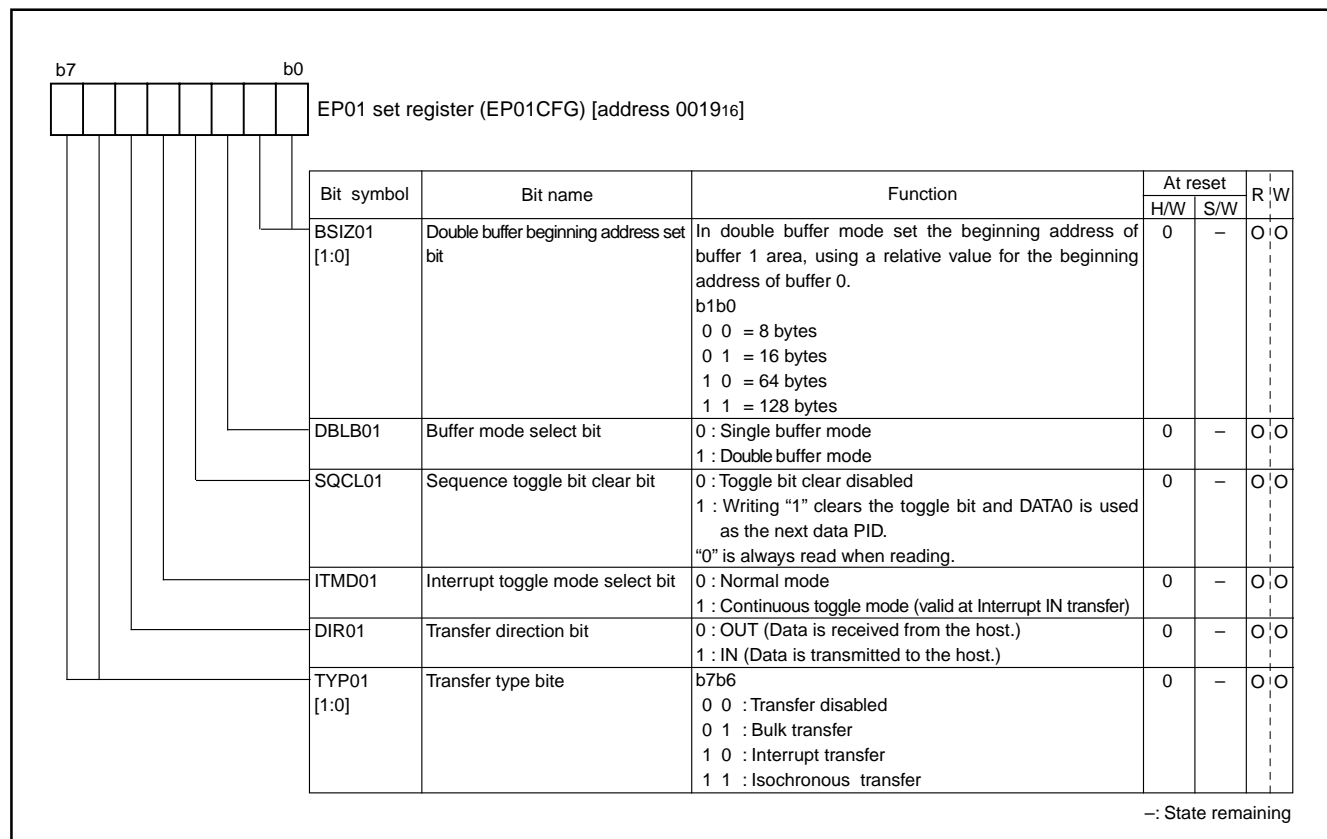 b7 b0
EP01 set register (EP01CFG) [address 001916]
Bit symbol Bit name Function At reset R W
H/W S/W
BSIZ01 Double buffer beginning address set In double buffer mode set the beginning address of 0 – O O
[1:0] bit buffer 1 area, using a relative value for the beginning
address of buffer 0.
b1b0
0 0 = 8 bytes
0 1 = 16 bytes
1 0 = 64 bytes
1 1 = 128 bytes
DBLB01 Buffer mode select bit 0 : Single buffer mode 0 – O O
1 : Double buffer mode
SQCL01 Sequence toggle bit clear bit 0 : Toggle bit clear disabled 0 – O O
1 : Writing “1” clears the toggle bit and DATA0 is used
as the next data PID.
“0” is always read when reading.
ITMD01 Interrupt toggle mode select bit 0 : Normal mode 0 – O O
1 : Continuous toggle mode (valid at Interrupt IN transfer)
DIR01 Transfer direction bit 0 : OUT (Data is received from the host.) 0 – O O
1 : IN (Data is transmitted to the host.)
TYP01 Transfer type bite b7b6 0 – O O
[1:0] 0 0 : Transfer disabled
0 1 : Bulk transfer
1 0 : Interrupt transfer
1 1 : Isochronous transfer
–: State remaining